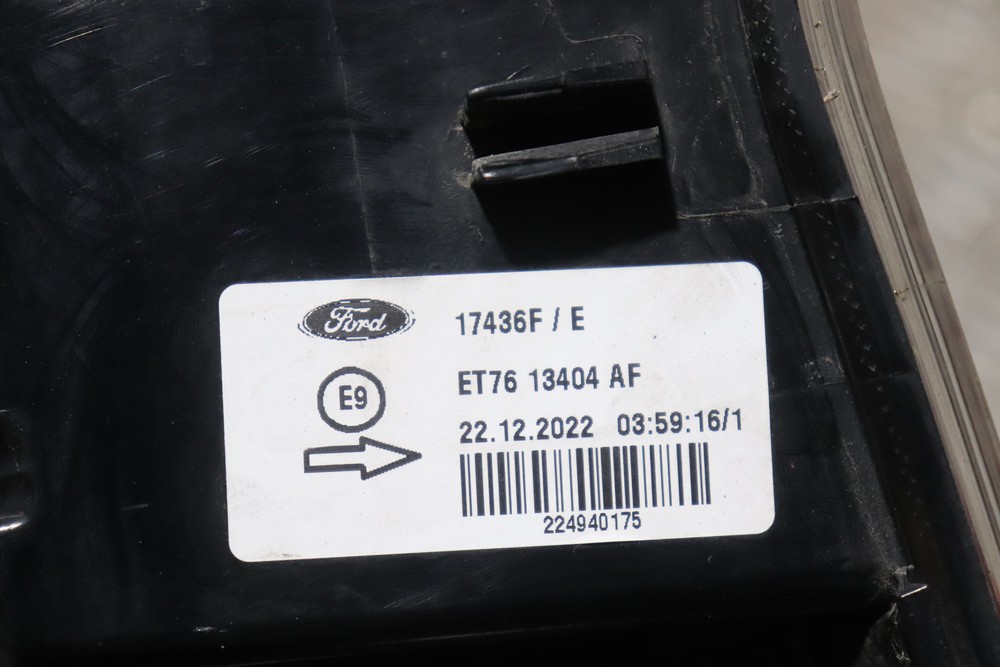 Ford
17436F / E
E9
ET76 13404 AF
22.12.2022 03:59:16/1
224940175